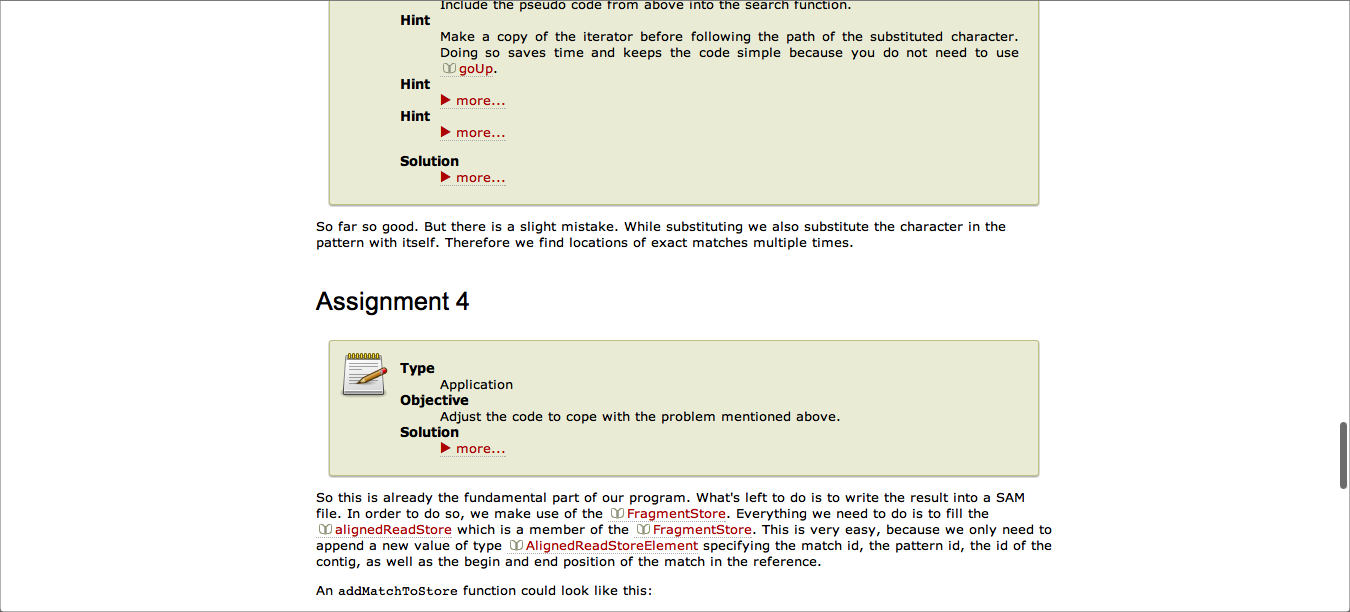 Include the pseudo code from above into the search function.
Hint
Make a copy of the iterator before following the path of the substituted character.
Doing so saves time and keeps the code simple because you do not need to use
goUp.
Hint
more...
Hint
more...
Solution
more...
So far so good. But there is a slight mistake. While substituting we also substitute the character in the
pattern with itself. Therefore we find locations of exact matches multiple times.
Assignment 4
Type
Application
Objective
Adjust the code to cope with the problem mentioned above.
Solution
more...
So this is already the fundamental part of our program. What's left to do is to write the result into a SAM
file. In order to do so, we make use of the FragmentStore. Everything we need to do is to fill the
alignedReadStore which is a member of the FragmentStore. This is very easy, because we only need to
append a new value of type AlignedReadStoreElement specifying the match id, the pattern id, the id of the
contig, as well as the begin and end position of the match in the reference.
An addMatchToStore function could look like this: